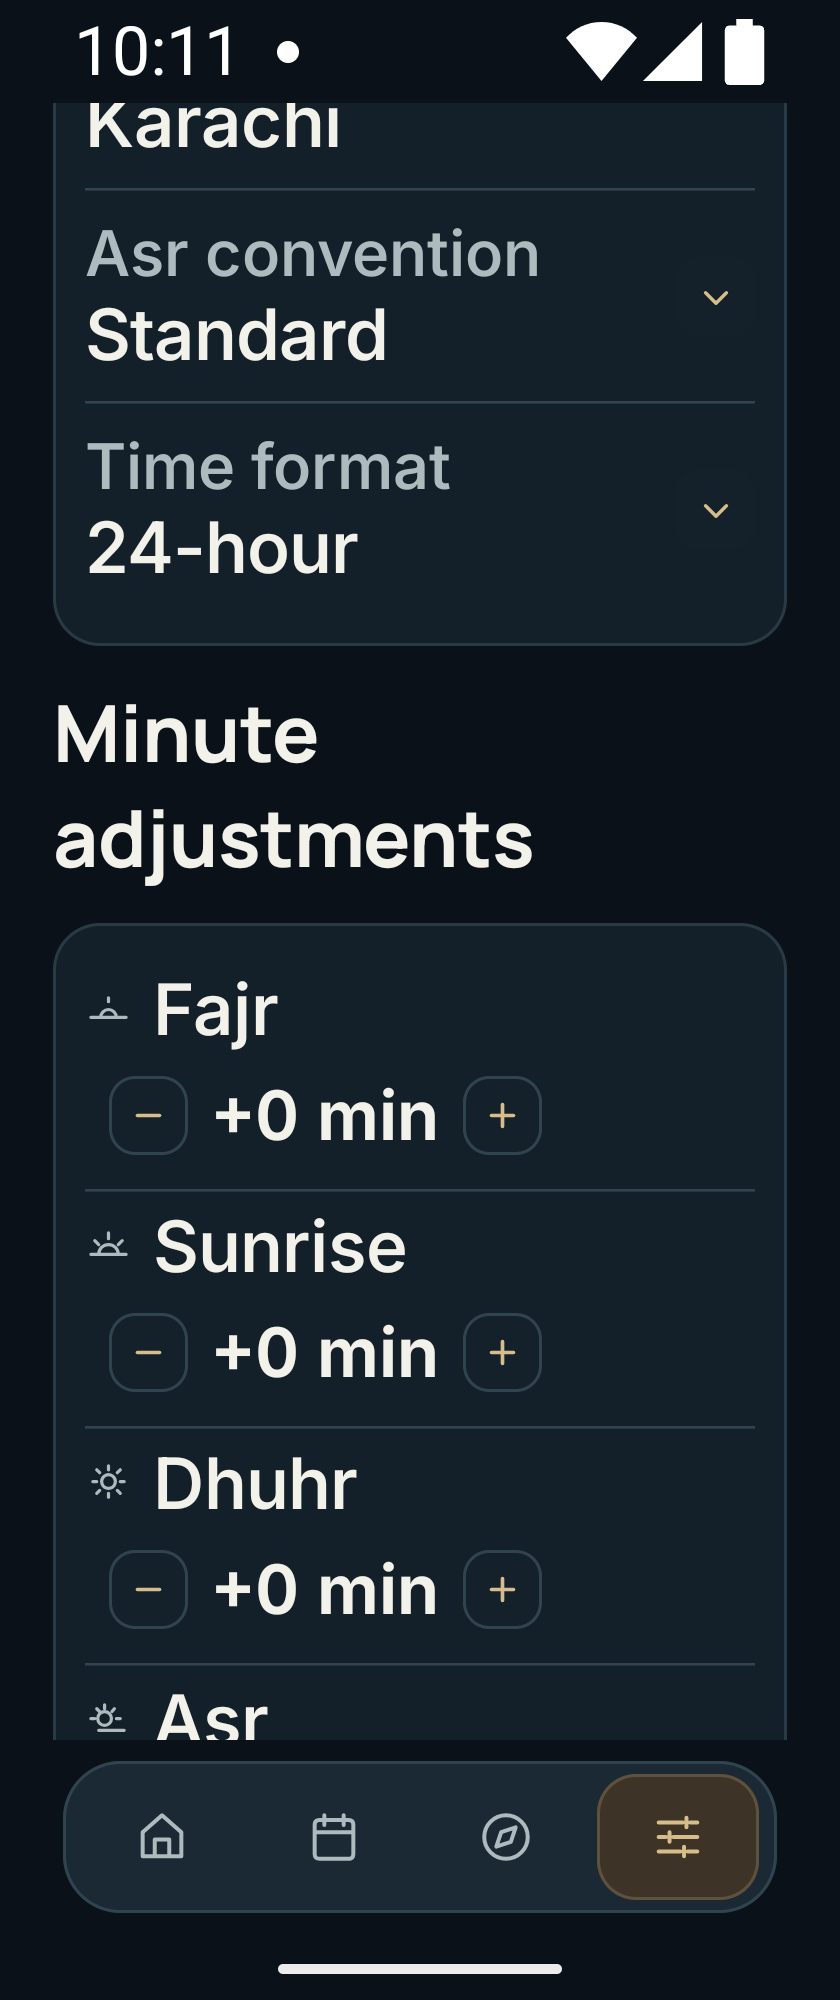 10:11
Karachi
Asr convention
Standard
Time format
24-hour
Minute
adjustments
Fajr
+0 min
Sunrise
+0 min
Dhuhr
+0 min
Asr